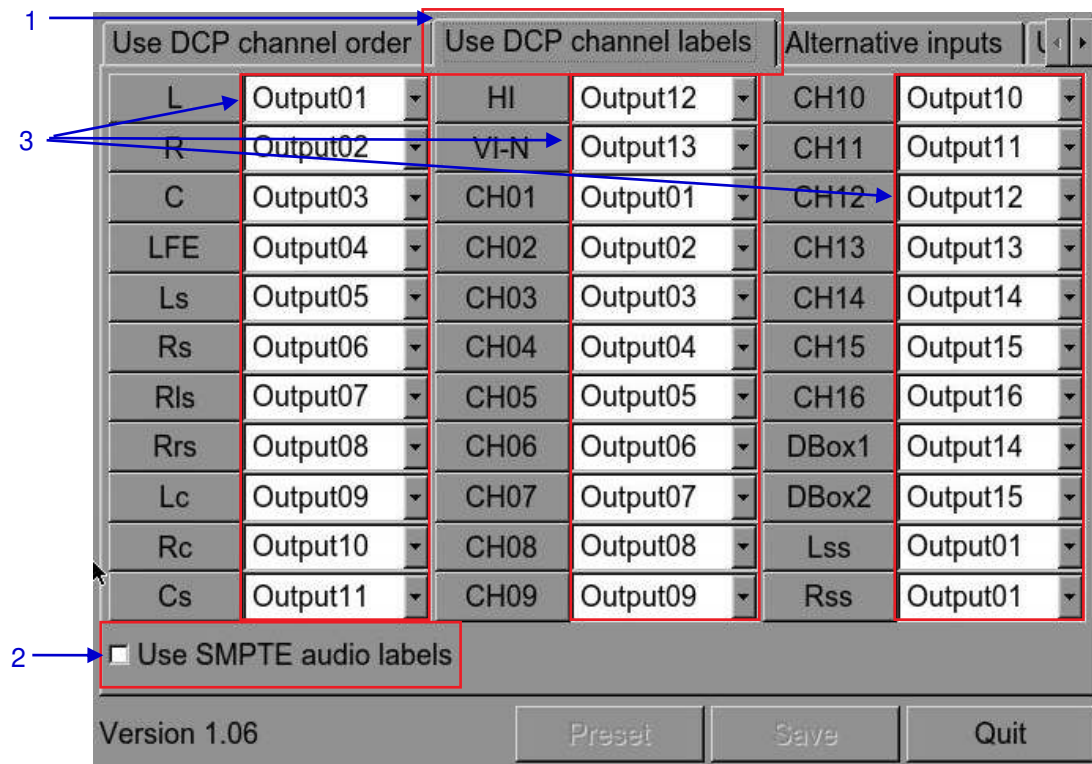 1
Use DCP channel order Use DCP channel labels Alternative inputs
L Output01 HI Output12 CH10 Output10
3
R Output02 VI-N Output13 CH11 Output11
C Output03 CH01 Output01 CH12 Output12
LFE Output04 CH02 Output02 CH13 Output13
Ls Output05 CH03 Output03 CH14 Output14
Rs Output06 CH04 Output04 CH15 Output15
Rls Output07 CH05 Output05 CH16 Output16
Rrs Output08 CH06 Output06 DBox1 Output14
Lc Output09 CH07 Output07 DBox2 Output15
Rc Output10 CH08 Output08 Lss Output01
Cs Output11 CH09 Output09 Rss Output01
2
Use SMPTE audio labels
Version 1.06 Preset Save Quit